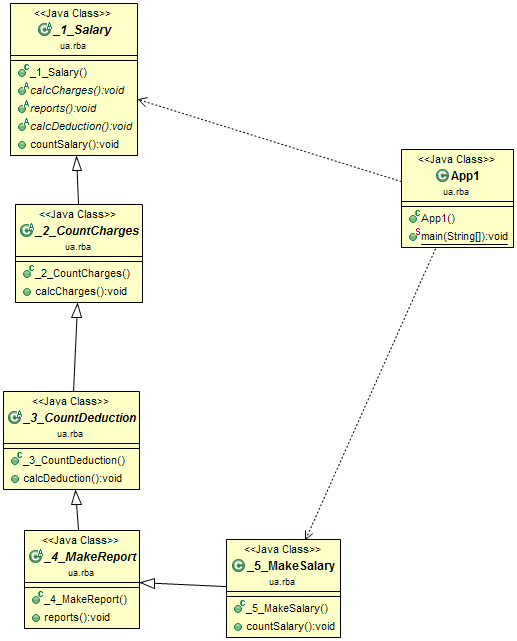 <<Java Class>>
_1_Salary
ua.rba
_1_Salary()
calcCharges():void
reports():void
calcDeduction():void
countSalary():void
<<Java Class>>
App1
ua.rba
App1()
main(String[]):void
<<Java Class>>
_2_CountCharges
ua.rba
_2_CountCharges()
calcCharges():void
<<Java Class>>
_3_CountDeduction
ua.rba
_3_CountDeduction()
calcDeduction():void
<<Java Class>>
_4_MakeReport
ua.rba
_4_MakeReport()
reports():void
<<Java Class>>
_5_MakeSalary
ua.rba
_5_MakeSalary()
countSalary():void